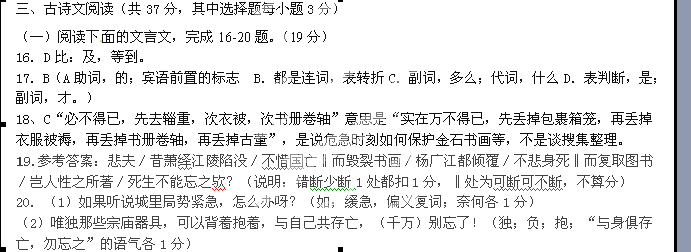 三、古诗文阅读（共 37 分，其中选择题每小题 3 分）
（一）阅读下面的文言文，完成 16-20 题。（19 分）
16. D 比：及，等到。
17. B（A 助词，的；宾语前置的标志  B. 都是连词，表转折 C. 副词，多么；代词，什么 D. 表判断，是；
副词，才。）
18、C“必不得已，先去辎重，次衣被，次书册卷轴”意思是“实在万不得已，先丢掉包裹箱笼，再丢掉
衣服被褥，再丢掉书册卷轴，再丢掉古董”，是说危急时刻如何保护金石书画等，不是谈搜集整理。
19.参考答案：悲夫／昔萧绎江陵陷没／不惜国亡‖而毁裂书画／杨广江都倾覆／不悲身死‖而复取图书
／岂人性之所著／死生不能忘之欤？（说明：错断少断 1 处都扣 1 分，‖处为可断可不断，不算分）
20. （1）如果听说城里局势紧急，怎么办呀？（如；缓急，偏义复词；奈何各 1 分）
（2）唯独那些宗庙器具，可以背着抱着，与自己共存亡，（千万）别忘了！（独；负；抱；“与身俱存
亡，勿忘之”的语气各 1 分）